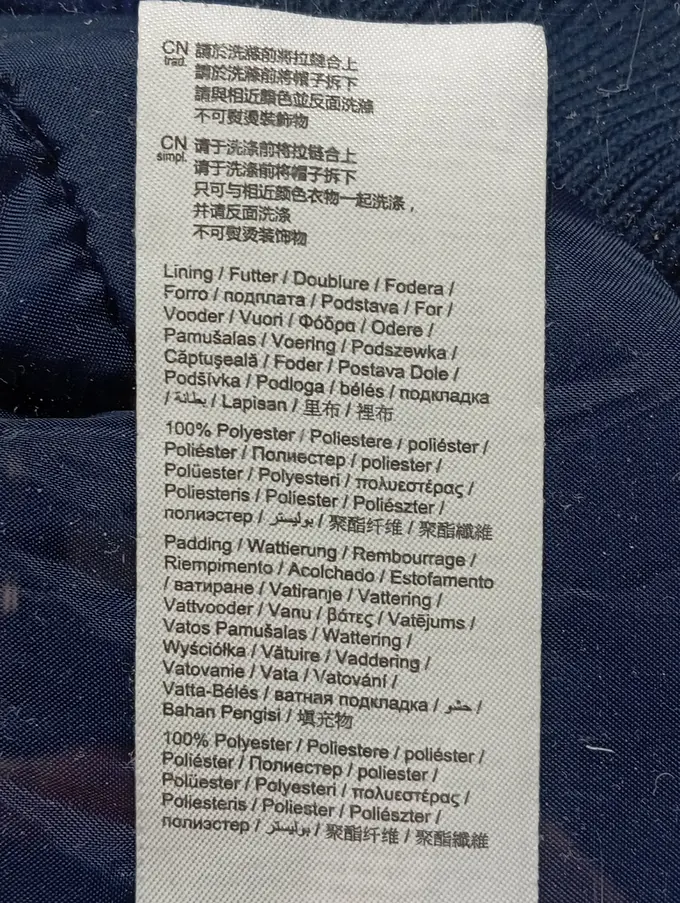 CN trad. 請於洗滌前將拉鏈合上
請於洗滌前將帽子拆下
請與相近顏色並反面洗滌
不可熨燙裝飾物
CN simpl. 请于洗涤前将拉链合上
请于洗涤前将帽子拆下
只可与相近颜色衣物一起洗涤，
并请反面洗涤
不可熨烫装饰物
Lining / Futter / Doublure / Fodera /
Forro / подплата / Podstava / For /
Vooder / Vuori / Φόδρα / Odere /
Pamušalas / Voering / Podszewka /
Căptuşeală / Foder / Postava Dole /
Podšívka / Podloga / bélés / подкладка
/ بطانة / Lapisan / 里布 / 裡布
100% Polyester / Poliestere / poliéster /
Poliéster / Полиестер / poliester /
Polüester / Polyesteri / πολυεστέρας /
Poliesteris / Poliester / Poliészter /
полиэстер / بوليستر / 聚酯纤维 / 聚酯纖維
Padding / Wattierung / Rembourrage /
Riempimento / Acolchado / Estofamento
/ ватиране / Vatiranje / Vattering /
Vattvooder / Vanu / βάτες / Vatējums /
Vatos Pamušalas / Wattering /
Wyściółka / Vătuire / Vaddering /
Vatovanie / Vata / Vatování /
Vatta-Bélés / ватная подкладка / حشو /
Bahan Pengisi / 填充物
100% Polyester / Poliestere / poliéster /
Poliéster / Полиестер / poliester /
Polüester / Polyesteri / πολυεστέρας /
Poliesteris / Poliester / Poliészter /
полиэстер / بوليستر / 聚酯纤维 / 聚酯纖維